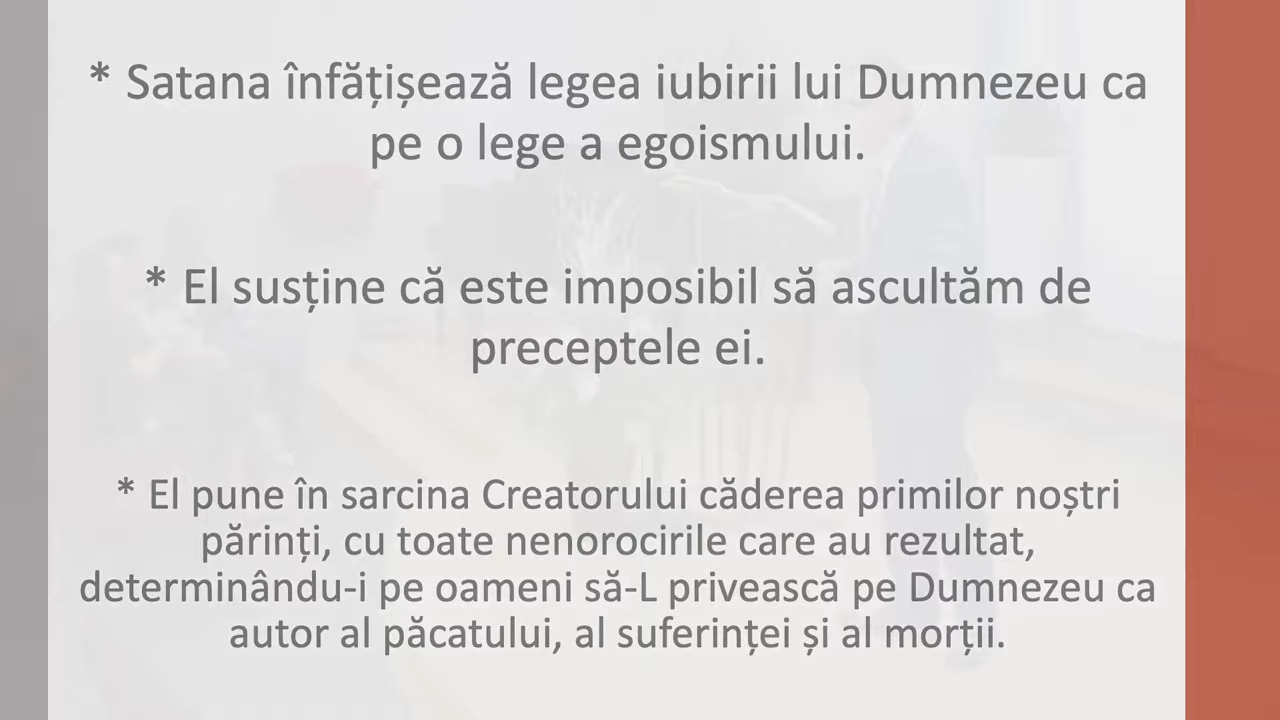 * Satana înfățișează legea iubirii lui Dumnezeu ca
pe o lege a egoismului.
* El susține că este imposibil să ascultăm de
preceptele ei.
* El pune în sarcina Creatorului căderea primilor noștri
părinți, cu toate nenorocirile care au rezultat,
determinându-i pe oameni să-L privească pe Dumnezeu ca
autor al păcatului, al suferinței și al morții.